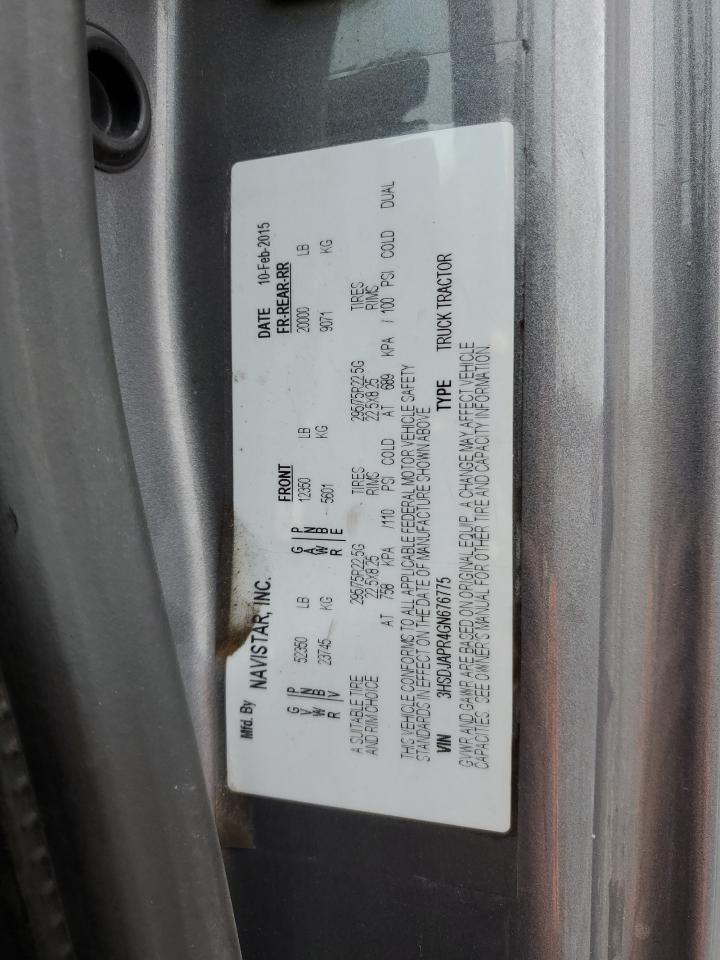 Mfd. By NAVISTAR, INC. DATE 10-Feb-2015
FRONT FR-REAR-RR
G P 52350 LB G P 12350 LB 20000 LB
V N A N
W B 23745 KG W B 5601 KG 9071 KG
R V R E
A SUITABLE TIRE 295/75R22.5G TIRES 295/75R22.5G TIRES
AND RIM CHOICE 22.5X8.25 RIMS 22.5X8.25 RIMS
AT 758 KPA /110 PSI COLD AT 689 KPA / 100 PSI COLD DUAL
THIS VEHICLE CONFORMS TO ALL APPLICABLE FEDERAL MOTOR VEHICLE SAFETY
STANDARDS IN EFFECT ON THE DATE OF MANUFACTURE SHOWN ABOVE
VIN 3HSDJAPR4GN676775 TYPE TRUCK TRACTOR
GVWR AND GAWR ARE BASED ON ORIGINAL EQUIP. A CHANGE MAY AFFECT VEHICLE
CAPACITIES. SEE OWNER'S MANUAL FOR OTHER TIRE AND CAPACITY INFORMATION.